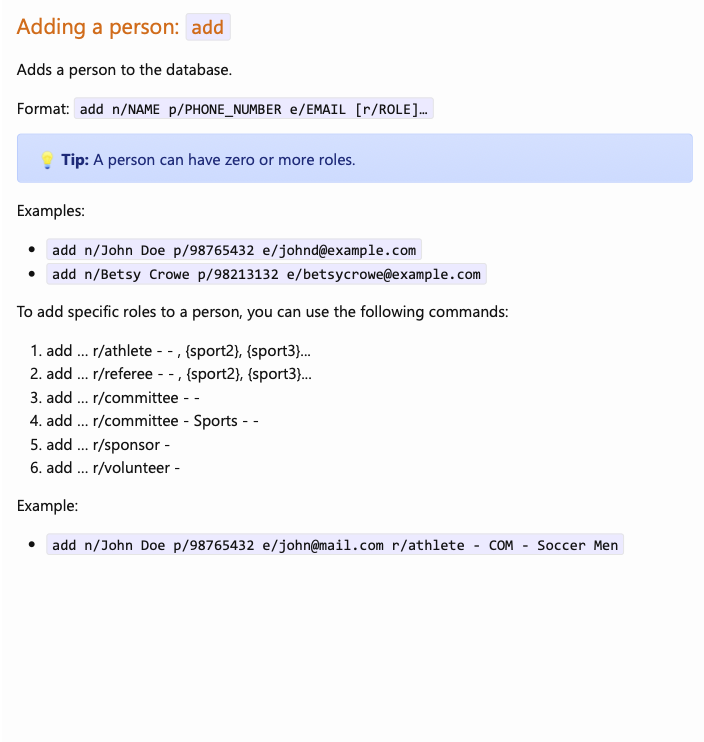 Adding a person: add
Adds a person to the database.
Format: add n/NAME p/PHONE_NUMBER e/EMAIL [r/ROLE]…
💡 Tip: A person can have zero or more roles.
Examples:
• add n/John Doe p/98765432 e/johnd@example.com
• add n/Betsy Crowe p/98213132 e/betsycrowe@example.com
To add specific roles to a person, you can use the following commands:
1. add ... r/athlete - - , {sport2}, {sport3}...
2. add ... r/referee - - , {sport2}, {sport3}...
3. add ... r/committee - -
4. add ... r/committee - Sports - -
5. add ... r/sponsor -
6. add ... r/volunteer -
Example:
• add n/John Doe p/98765432 e/john@mail.com r/athlete - COM - Soccer Men